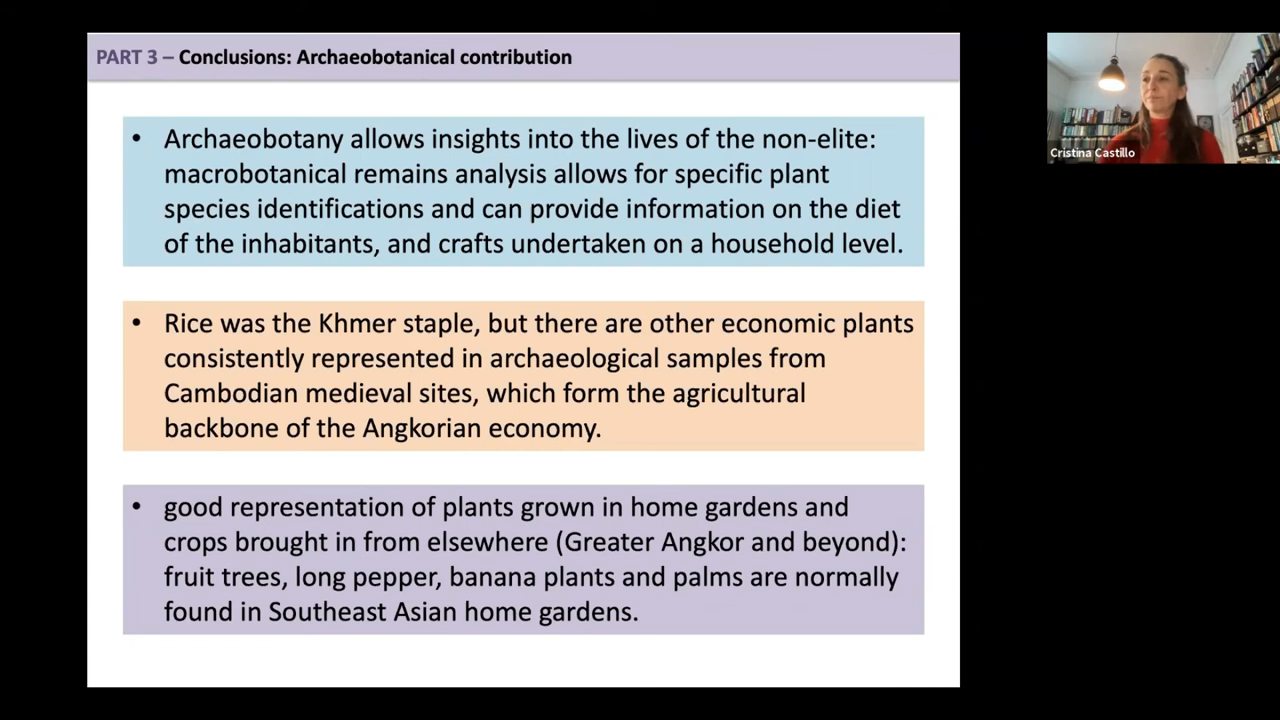 PART 3 – Conclusions: Archaeobotanical contribution
• Archaeobotany allows insights into the lives of the non-elite:
macrobotanical remains analysis allows for specific plant
species identifications and can provide information on the diet
of the inhabitants, and crafts undertaken on a household level.
• Rice was the Khmer staple, but there are other economic plants
consistently represented in archaeological samples from
Cambodian medieval sites, which form the agricultural
backbone of the Angkorian economy.
• good representation of plants grown in home gardens and
crops brought in from elsewhere (Greater Angkor and beyond):
fruit trees, long pepper, banana plants and palms are normally
found in Southeast Asian home gardens.
Cristina Castillo